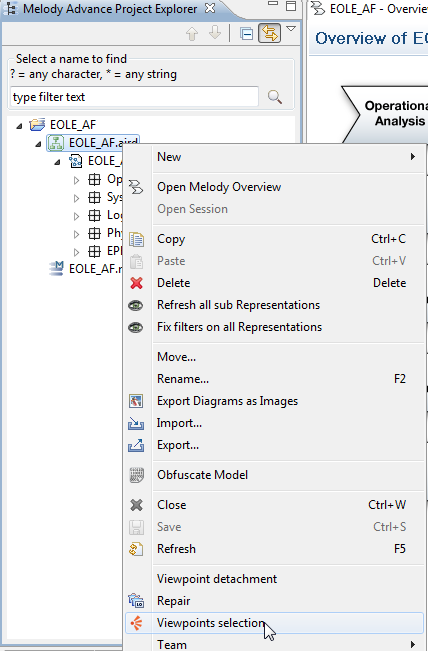 Melody Advance Project Explorer
EOLE_AF - Overvie
Overview of EO
Select a name to find
? = any character, * = any string
type filter text
Operationa
Analysis
EOLE_AF
EOLE_AF.aird
EOLE_A
Op
Sys
Log
Phy
EPB
EOLE_AF.m
New
Open Melody Overview
Open Session
Copy Ctrl+C
Paste Ctrl+V
Delete Delete
Refresh all sub Representations
Fix filters on all Representations
Move...
Rename... F2
Export Diagrams as Images
Import...
Export...
Obfuscate Model
Close Ctrl+W
Save Ctrl+S
Refresh F5
Viewpoint detachment
Repair
Viewpoints selection
Team